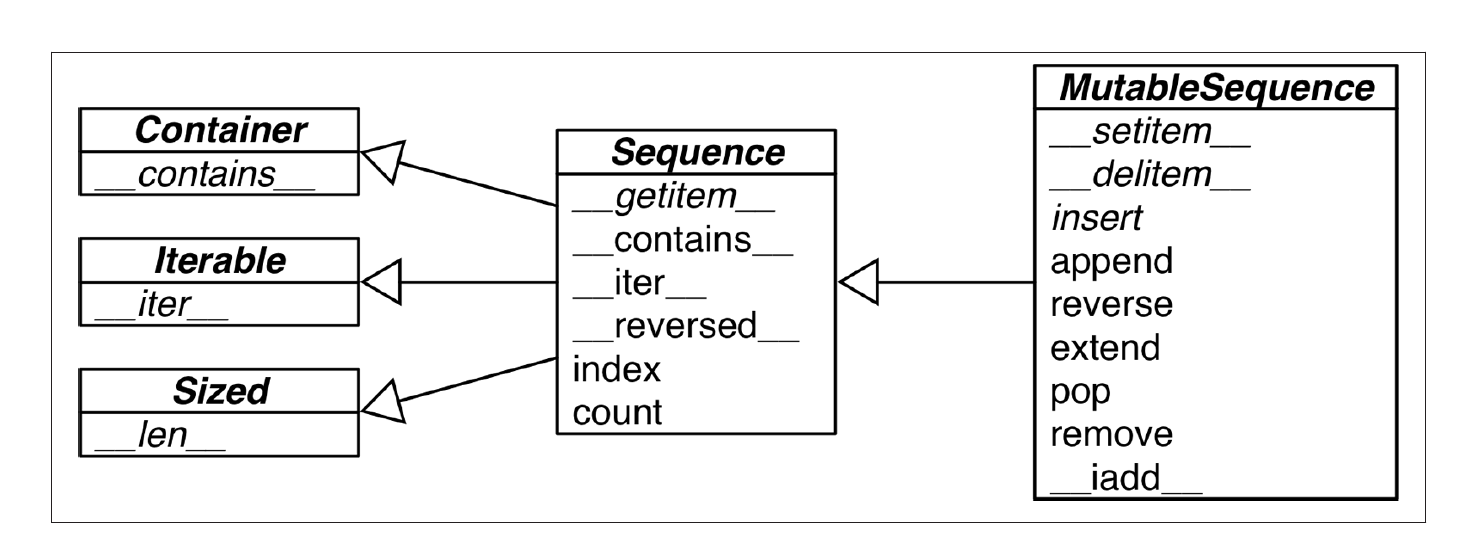 Container
__contains__
Iterable
__iter__
Sized
__len__
Sequence
__getitem__
__contains__
__iter__
__reversed__
index
count
MutableSequence
__setitem__
__delitem__
insert
append
reverse
extend
pop
remove
__iadd__